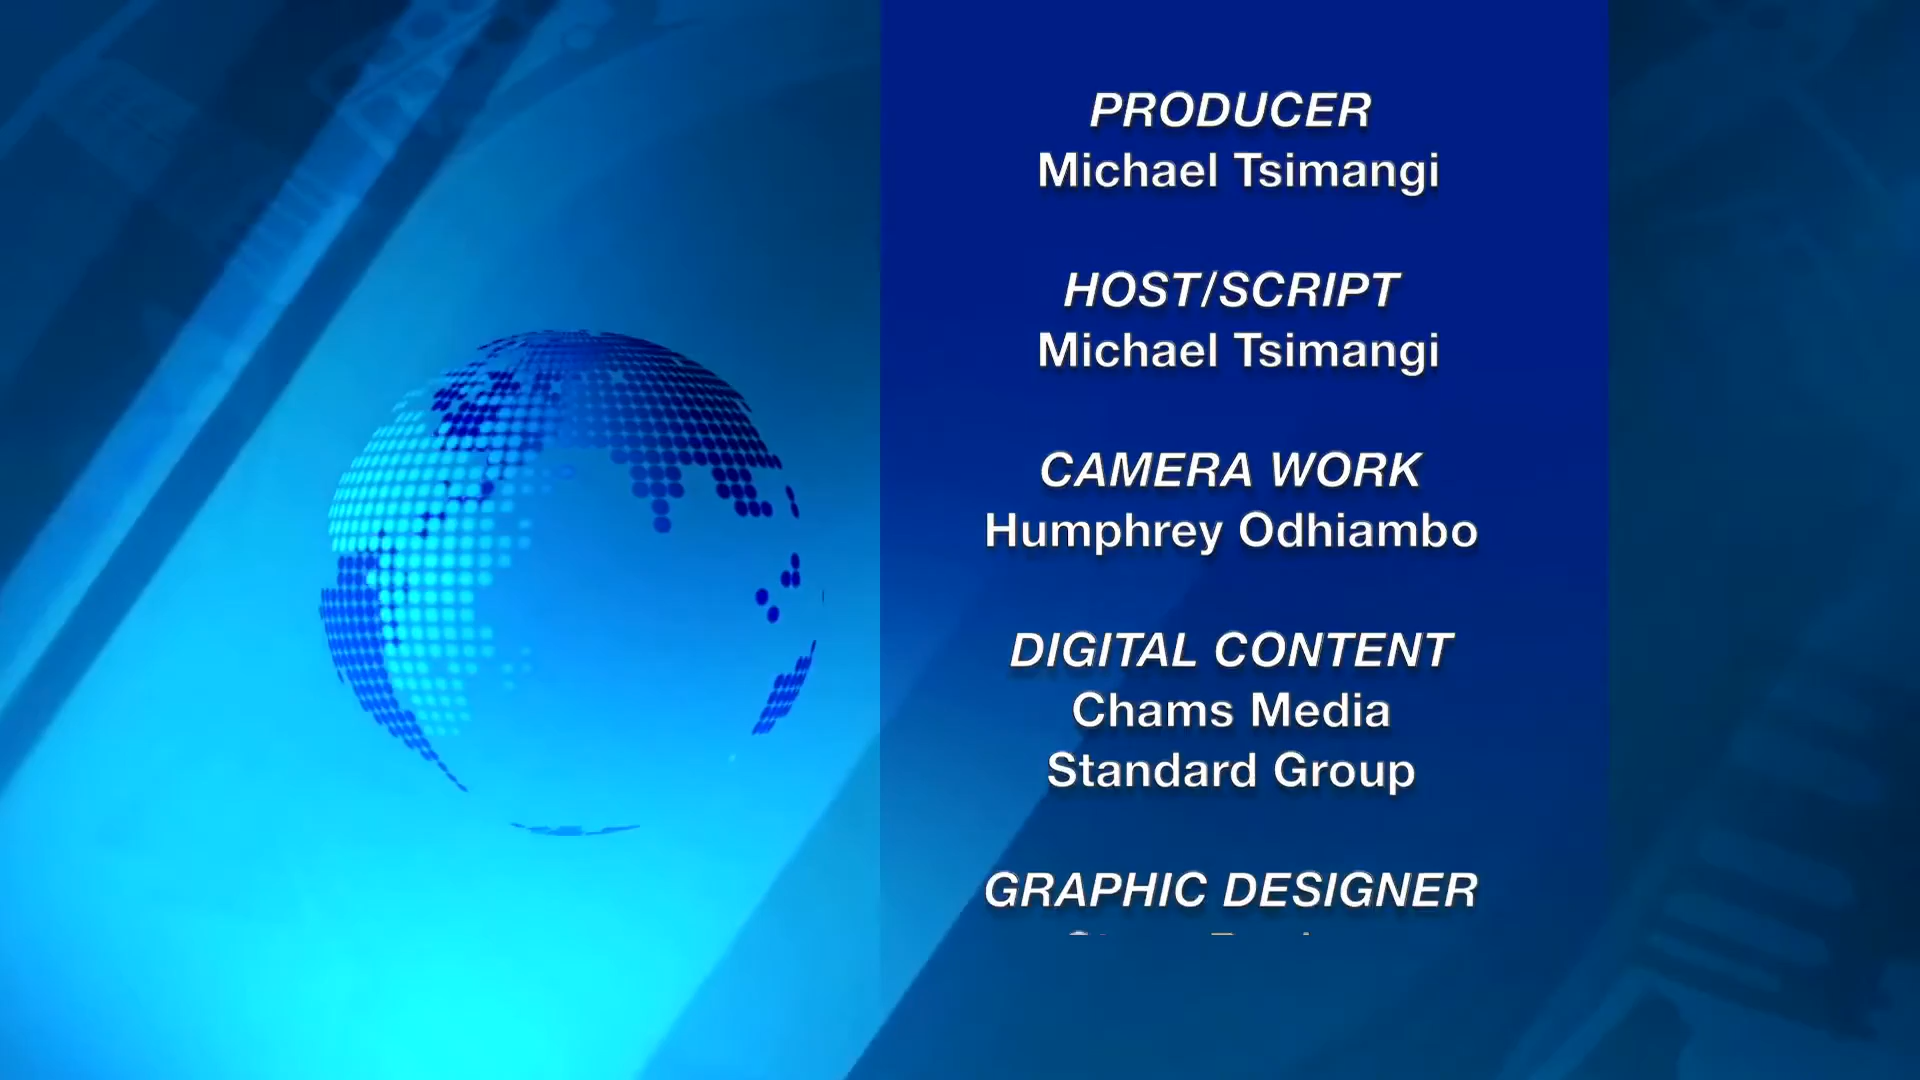 PRODUCER
Michael Tsimangi
HOST/SCRIPT
Michael Tsimangi
CAMERA WORK
Humphrey Odhiambo
DIGITAL CONTENT
Chams Media
Standard Group
GRAPHIC DESIGNER